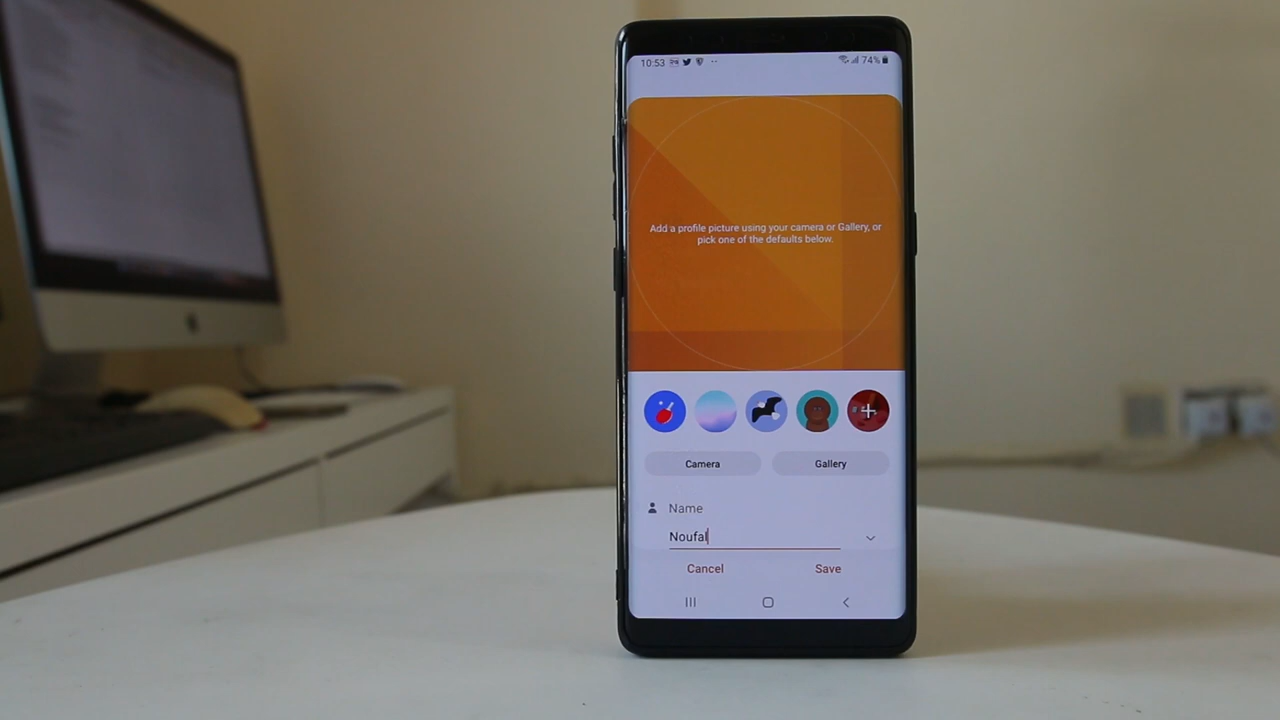 10:53
74%
Add a profile picture using your camera or Gallery, or
pick one of the defaults below.
Camera
Gallery
Name
Noufal
Cancel
Save